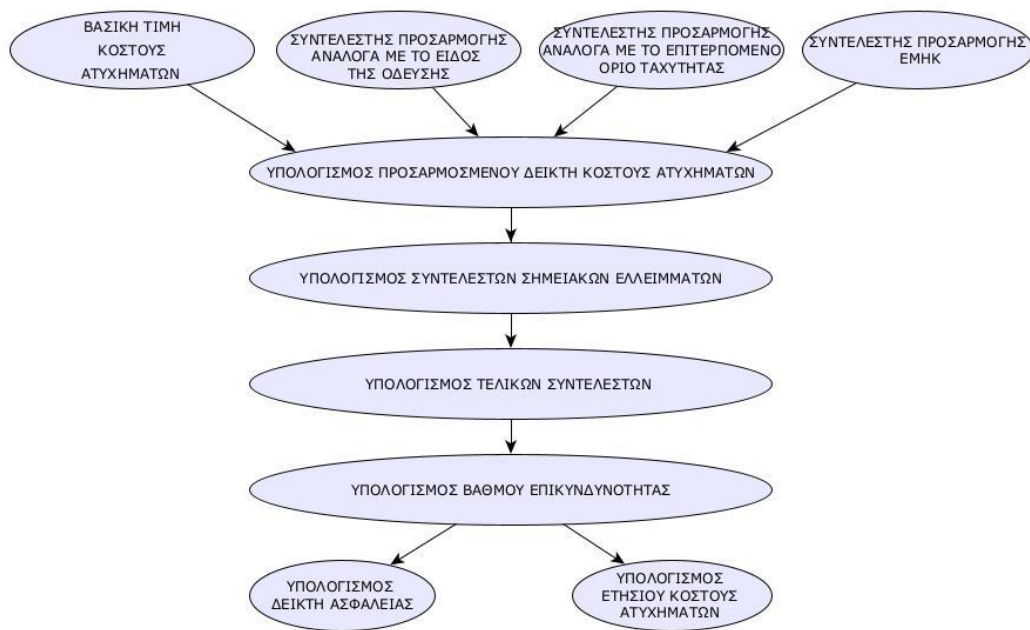 ΒΑΣΙΚΗ ΤΙΜΗ
ΚΟΣΤΟΥΣ
ΑΤΥΧΗΜΑΤΩΝ
ΣΥΝΤΕΛΕΣΤΗΣ ΠΡΟΣΑΡΜΟΓΗΣ
ΑΝΑΛΟΓΑ ΜΕ ΤΟ ΕΙΔΟΣ
ΤΗΣ ΟΔΕΥΣΗΣ
ΣΥΝΤΕΛΕΣΤΗΣ ΠΡΟΣΑΡΜΟΓΗΣ
ΑΝΑΛΟΓΑ ΜΕ ΤΟ ΕΠΙΤΕΡΠΟΜΕΝΟ
ΟΡΙΟ ΤΑΧΥΤΗΤΑΣ
ΣΥΝΤΕΛΕΣΤΗΣ ΠΡΟΣΑΡΜΟΓΗΣ
ΕΜΗΚ
ΥΠΟΛΟΓΙΣΜΟΣ ΠΡΟΣΑΡΜΟΣΜΕΝΟΥ ΔΕΙΚΤΗ ΚΟΣΤΟΥΣ ΑΤΥΧΗΜΑΤΩΝ
ΥΠΟΛΟΓΙΣΜΟΣ ΣΥΝΤΕΛΕΣΤΩΝ ΣΗΜΕΙΑΚΩΝ ΕΛΛΕΙΜΜΑΤΩΝ
ΥΠΟΛΟΓΙΣΜΟΣ ΤΕΛΙΚΩΝ ΣΥΝΤΕΛΕΣΤΩΝ
ΥΠΟΛΟΓΙΣΜΟΣ ΒΑΘΜΟΥ ΕΠΙΚΥΝΔΥΝΟΤΗΤΑΣ
ΥΠΟΛΟΓΙΣΜΟΣ
ΔΕΙΚΤΗ ΑΣΦΑΛΕΙΑΣ
ΥΠΟΛΟΓΙΣΜΟΣ
ΕΤΗΣΙΟΥ ΚΟΣΤΟΥΣ
ΑΤΥΧΗΜΑΤΩΝ